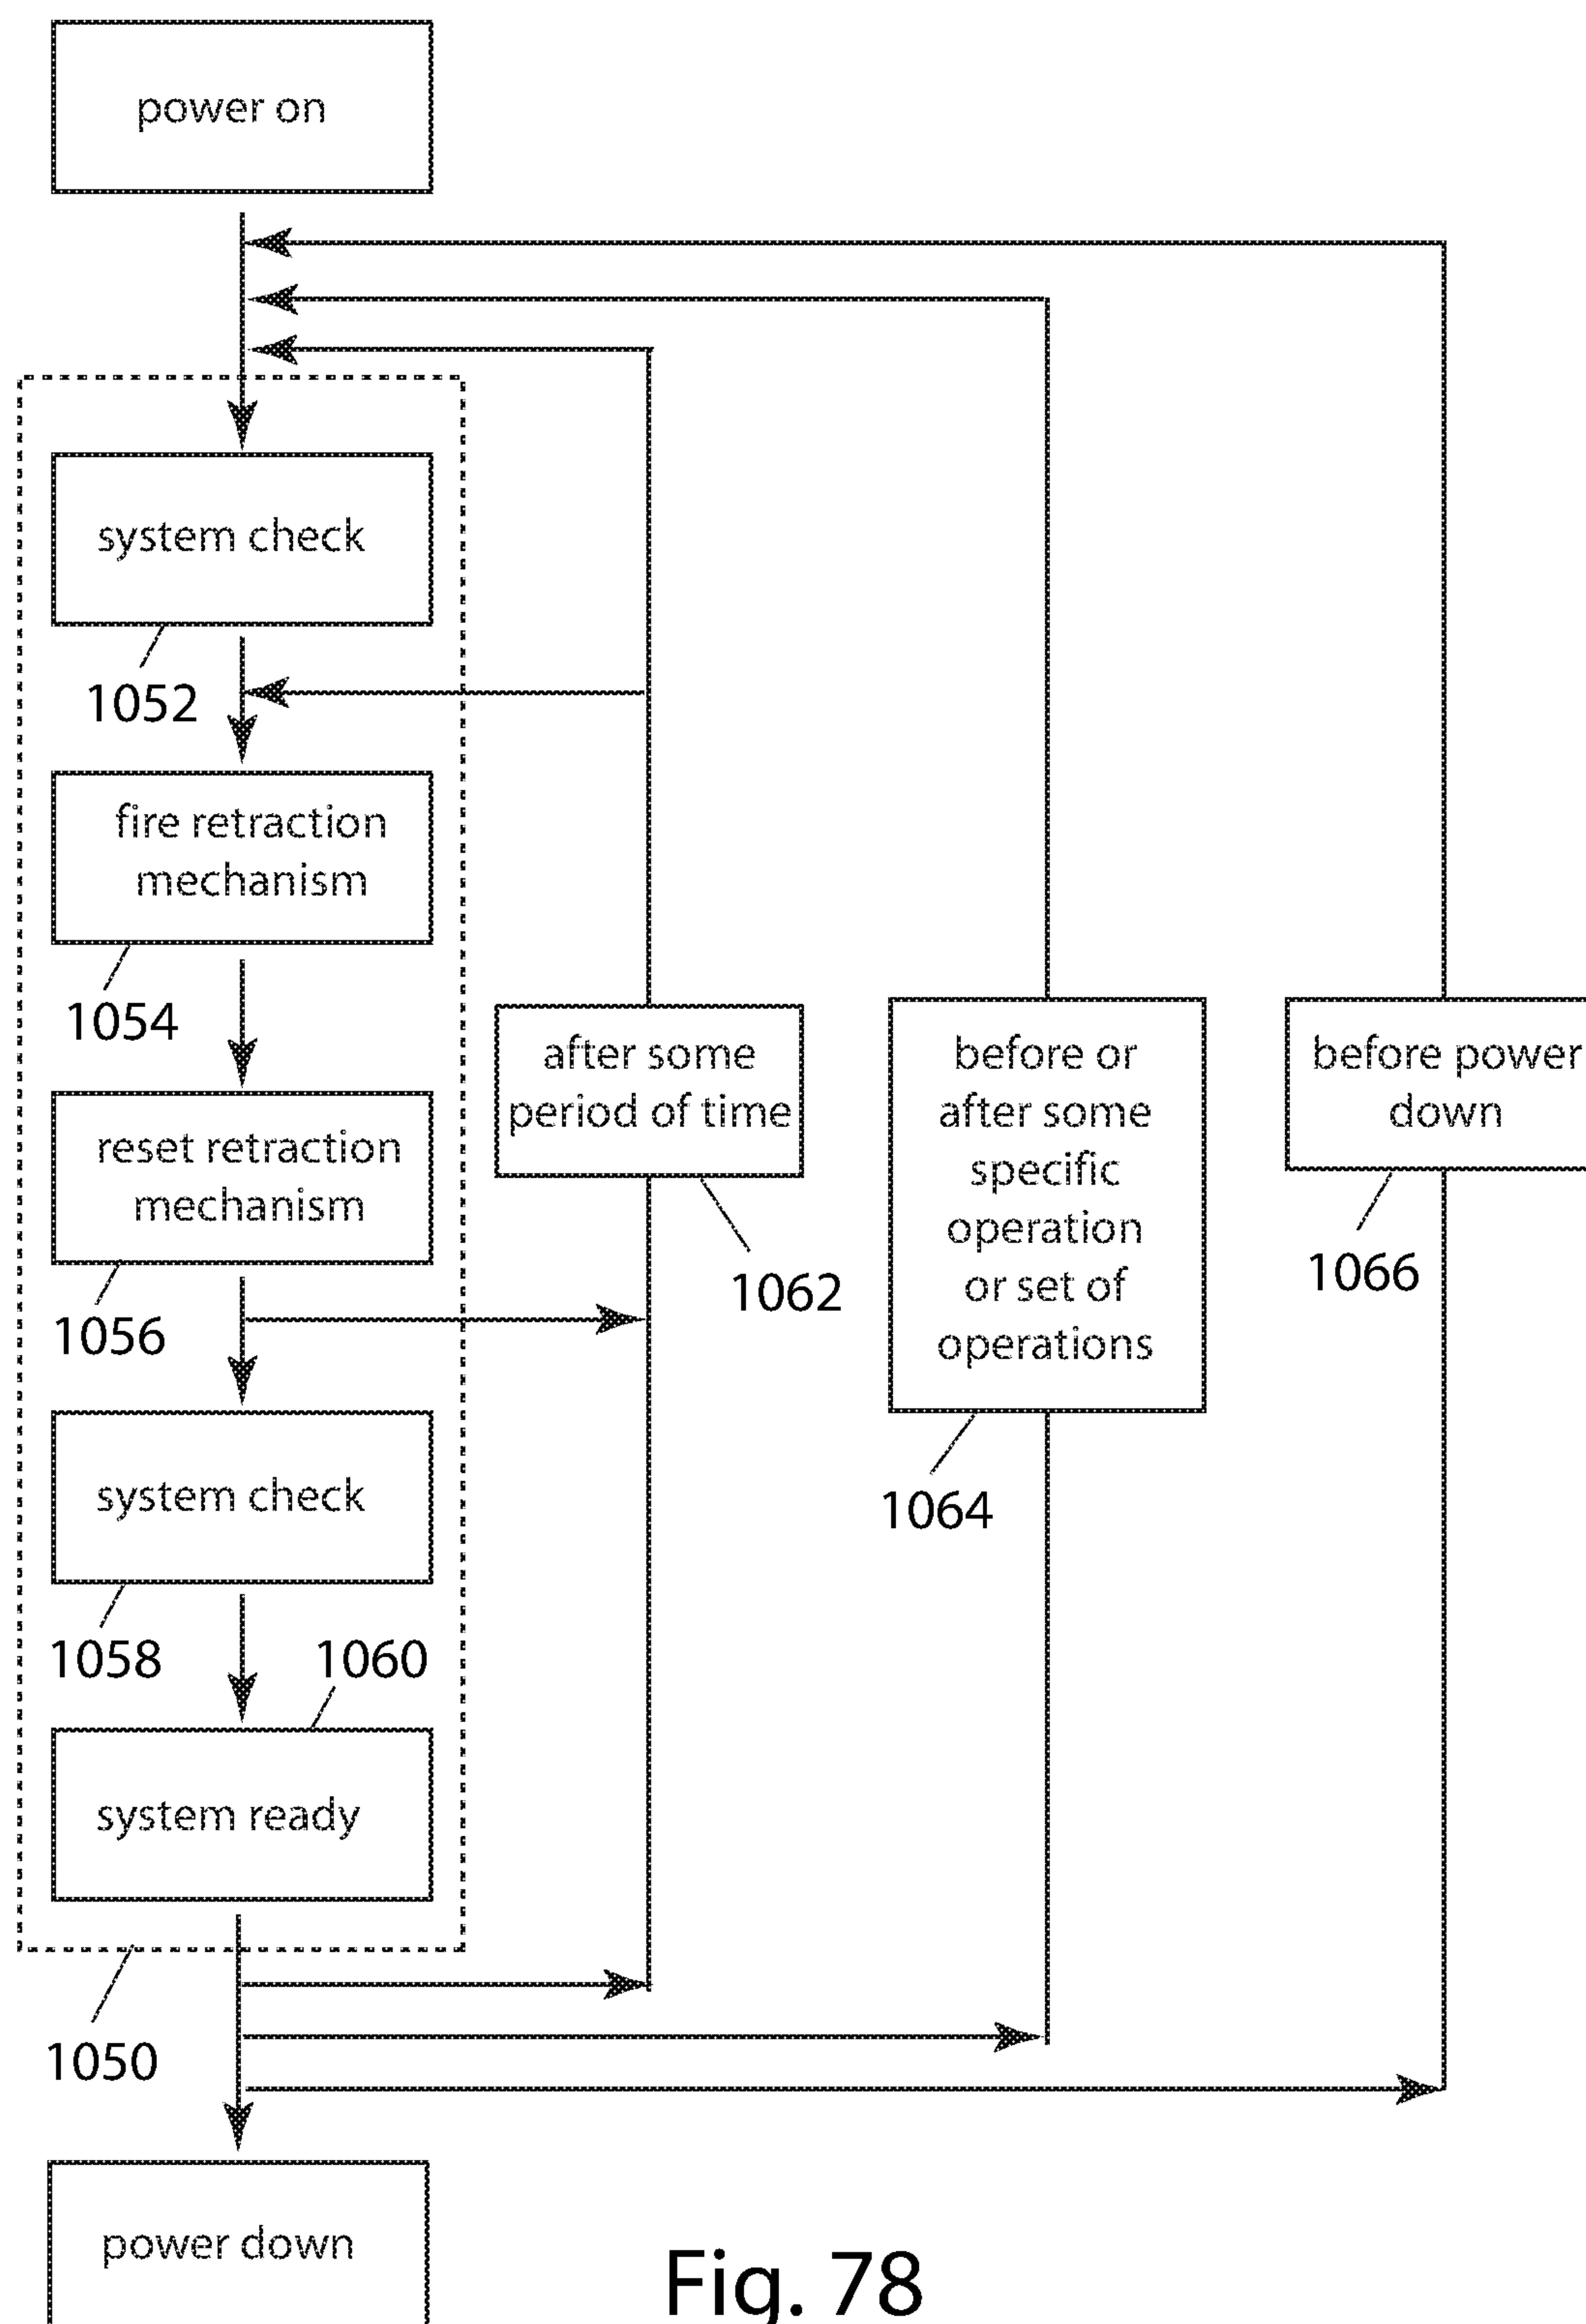 power on
system check
1052
fire retraction
mechanism
1054
reset retraction
mechanism
1056
system check
1058
1060
system ready
1050
power down
after some
period of time
1062
before or
after some
specific
operation
or set of
operations
1064
before power
down
1066
Fig. 78